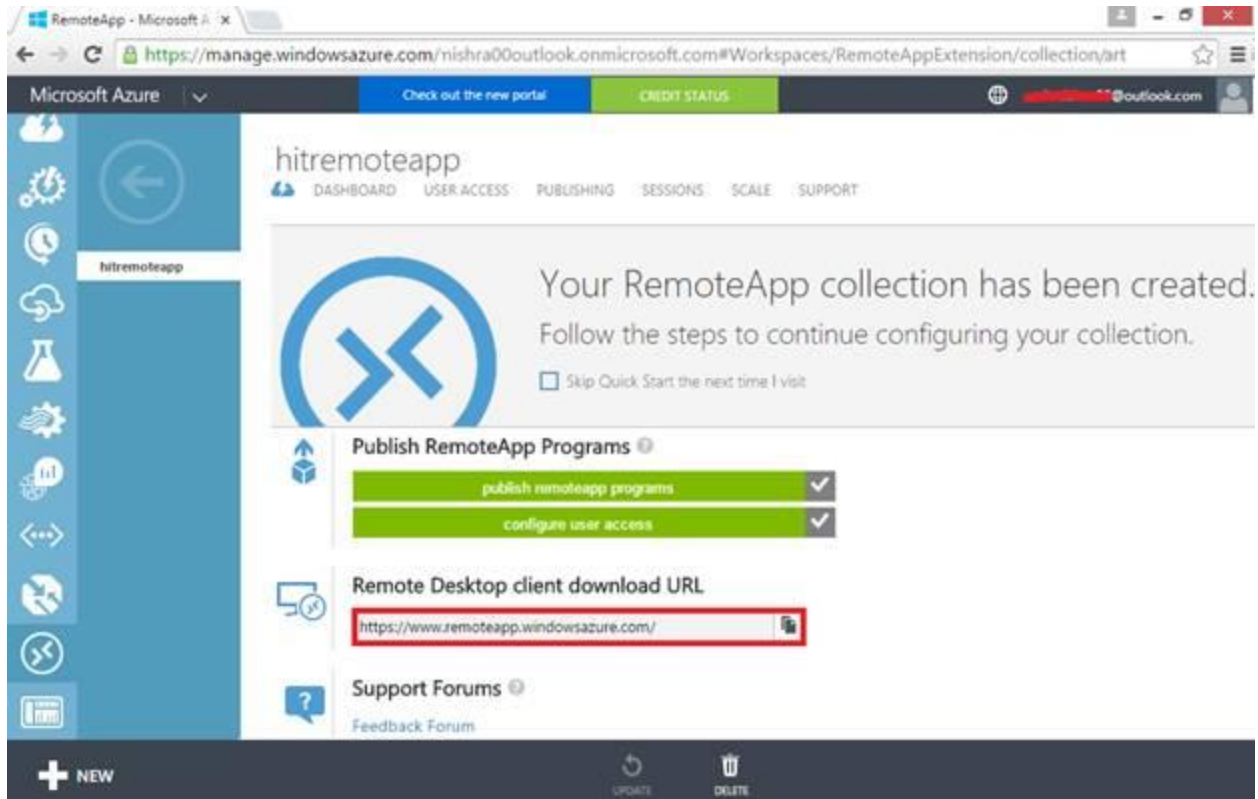 RemoteApp - Microsoft A
https://manage.windowsazure.com/nishra00outlook.onmicrosoft.com#Workspaces/RemoteAppExtension/collection/art
Microsoft Azure
Check out the new portal
CREDIT STATUS
@outlook.com
hitremoteapp
DASHBOARD USER ACCESS PUBLISHING SESSIONS SCALE SUPPORT
hitremoteapp
Your RemoteApp collection has been created.
Follow the steps to continue configuring your collection.
Skip Quick Start the next time I visit
Publish RemoteApp Programs
publish remoteapp programs
configure user access
Remote Desktop client download URL
https://www.remoteapp.windowsazure.com/
Support Forums
Feedback Forum
NEW
UPDATE
DELETE